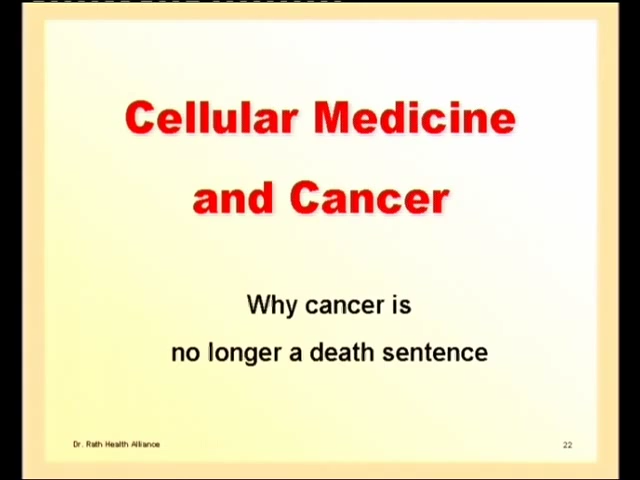 Cellular Medicine
and Cancer
Why cancer is
no longer a death sentence
Dr. Rath Health Alliance
22